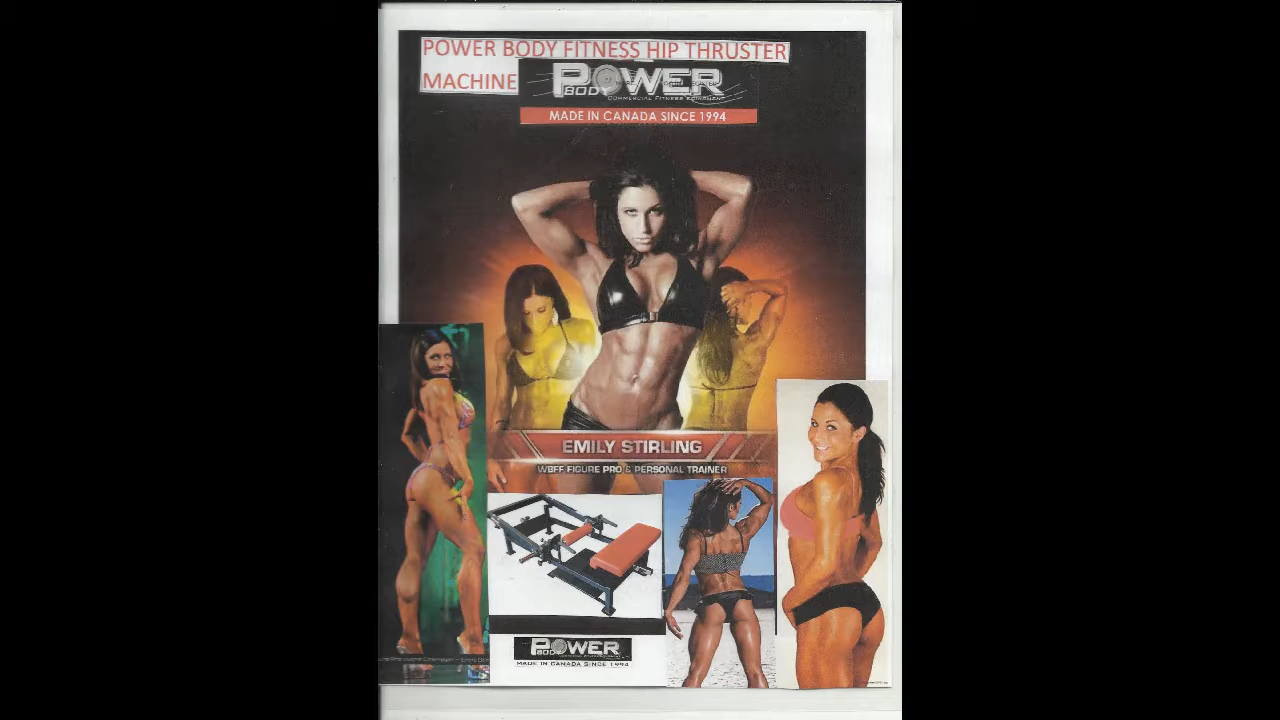 POWER BODY FITNESS HIP THRUSTER
MACHINE
POWER
BODY
COMMERCIAL FITNESS EQUIPMENT
MADE IN CANADA SINCE 1994
EMILY STIRLING
WBFF FIGURE PRO & PERSONAL TRAINER
POWER
BODY
MADE IN CANADA SINCE 1994